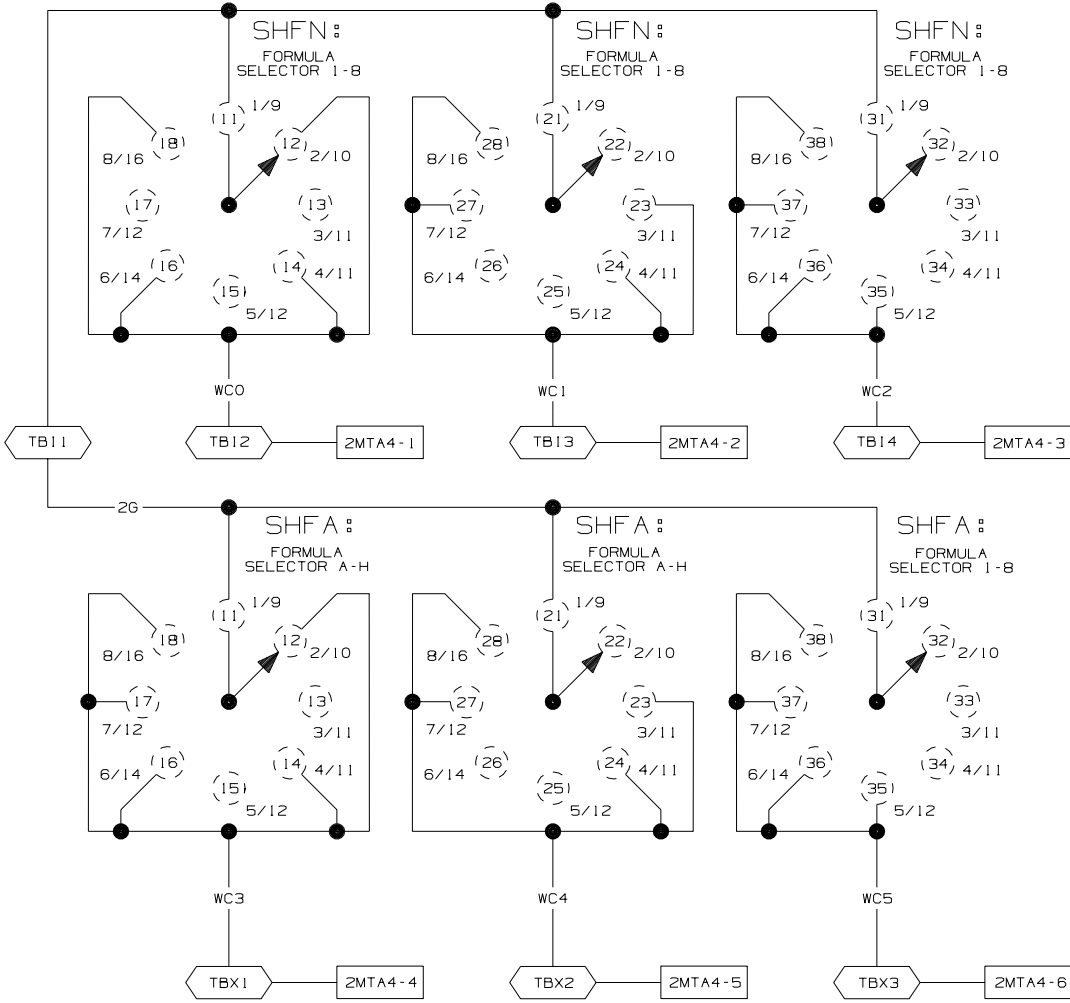 SHFN: SHFN: SHFN:
FORMULA FORMULA FORMULA
SELECTOR 1-8 SELECTOR 1-8 SELECTOR 1-8
11 1/9 21 1/9 31 1/9
18 12 28 22 38 32
8/16 2/10 8/16 2/10 8/16 2/10
17 13 27 23 37 33
7/12 3/11 7/12 3/11 7/12 3/11
16 14 26 24 36 34
6/14 4/11 6/14 4/11 6/14 4/11
15 25 35
5/12 5/12 5/12
WC0 WC1 WC2
TB11 TB12 2MTA4-1 TB13 2MTA4-2 TB14 2MTA4-3
2G
SHFA: SHFA: SHFA:
FORMULA FORMULA FORMULA
SELECTOR A-H SELECTOR A-H SELECTOR 1-8
11 1/9 21 1/9 31 1/9
18 12 28 22 38 32
8/16 2/10 8/16 2/10 8/16 2/10
17 13 27 23 37 33
7/12 3/11 7/12 3/11 7/12 3/11
16 14 26 24 36 34
6/14 4/11 6/14 4/11 6/14 4/11
15 25 35
5/12 5/12 5/12
WC3 WC4 WC5
TBX1 2MTA4-4 TBX2 2MTA4-5 TBX3 2MTA4-6